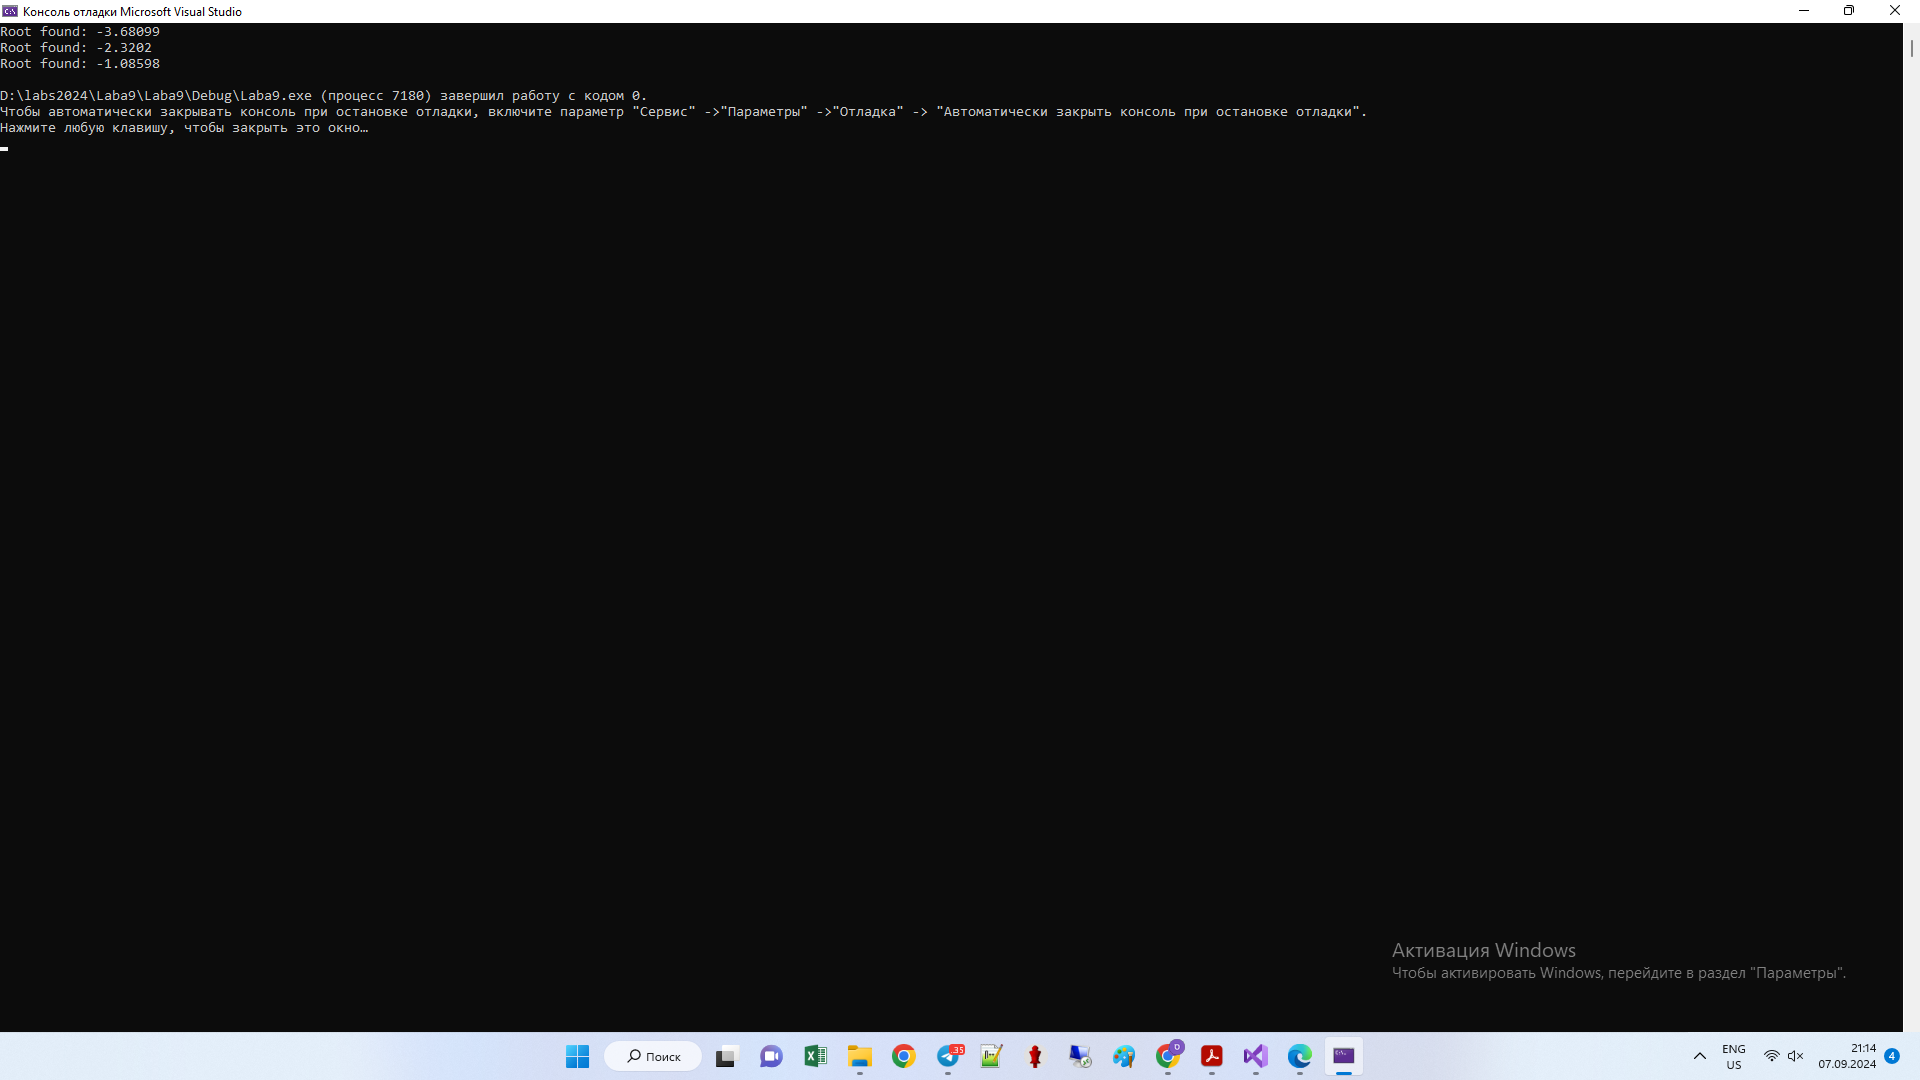 Консоль отладки Microsoft Visual Studio
Root found: -3.68099
Root found: -2.3202
Root found: -1.08598
D:\labs2024\Laba9\Laba9\Debug\Laba9.exe (процесс 7180) завершил работу с кодом 0.
Чтобы автоматически закрывать консоль при остановке отладки, включите параметр "Сервис" ->"Параметры" ->"Отладка" -> "Автоматически закрыть консоль при остановке отладки".
Нажмите любую клавишу, чтобы закрыть это окно…
Активация Windows
Чтобы активировать Windows, перейдите в раздел "Параметры".
Поиск
35
ENG
US
21:14
07.09.2024
4